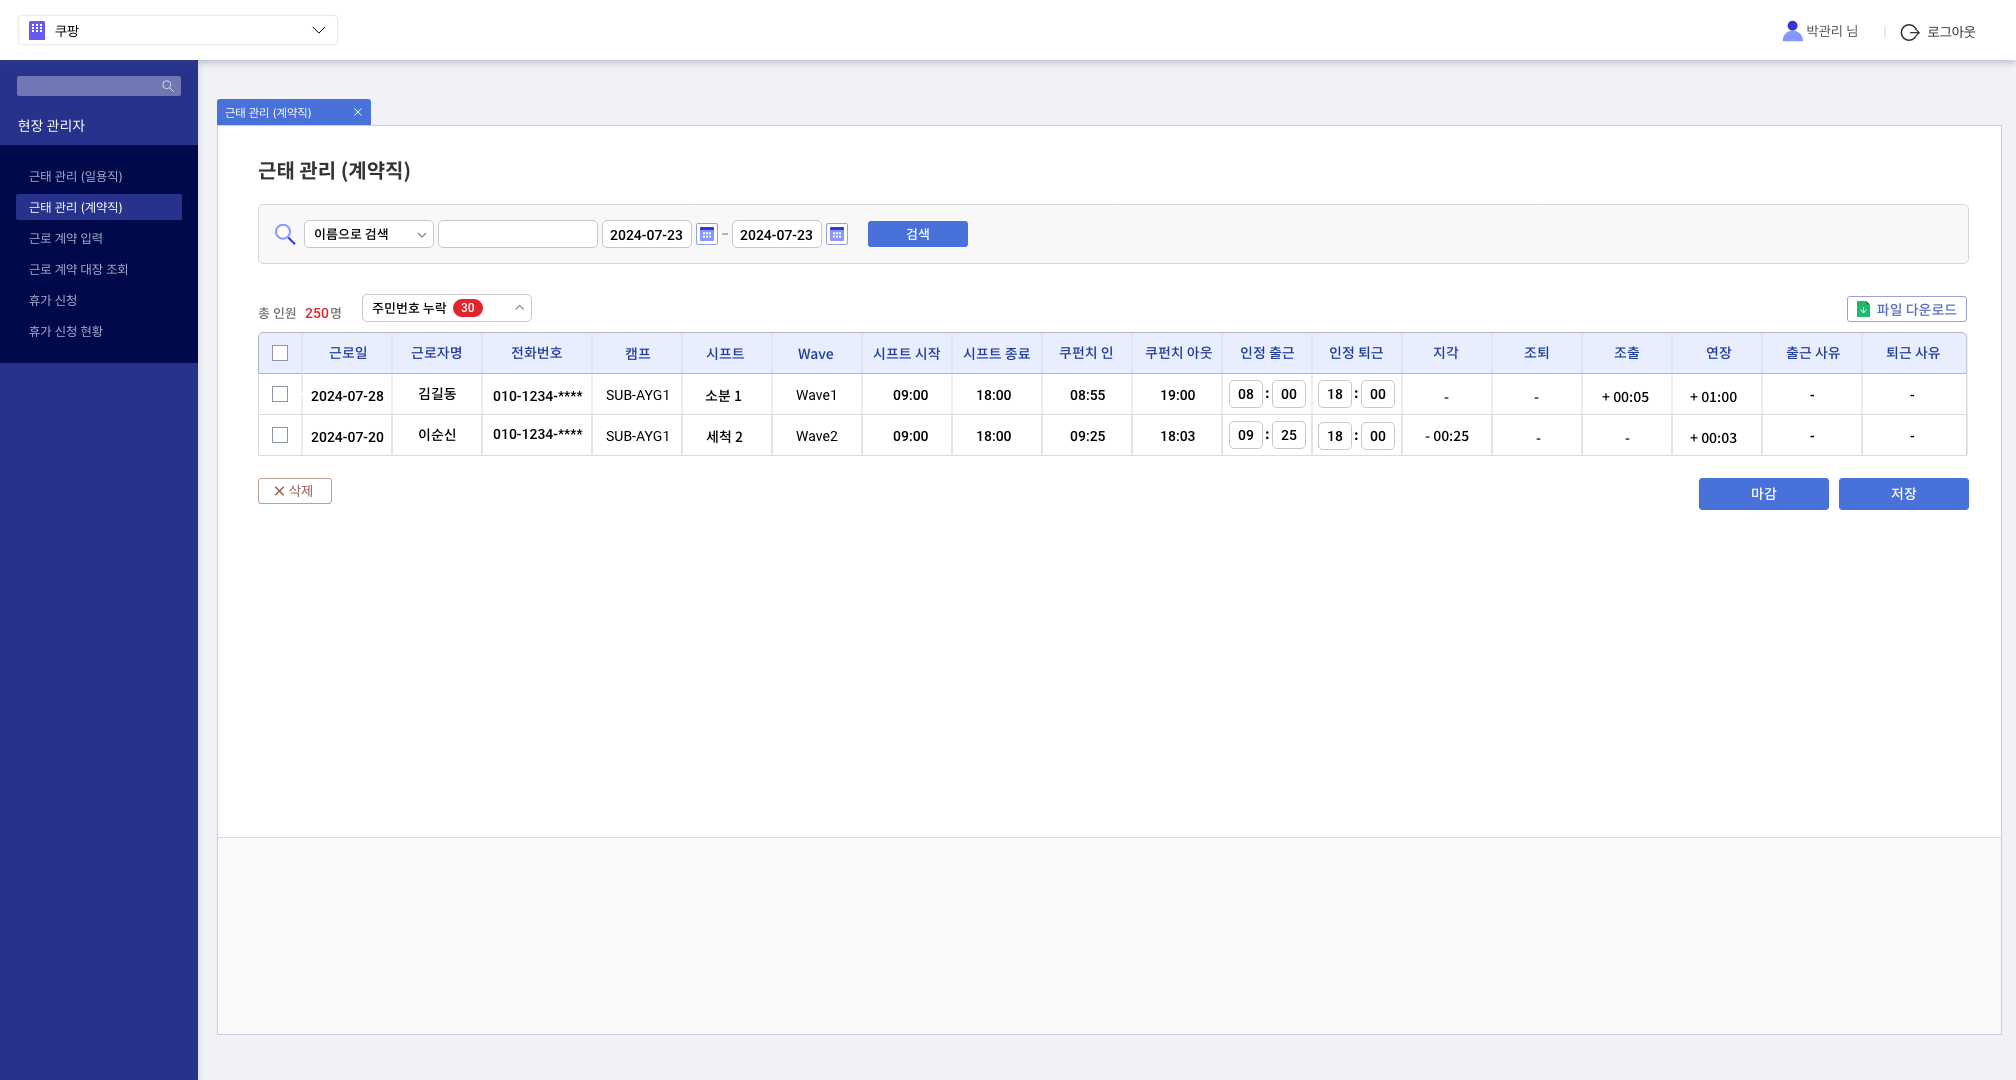 쿠팡
박관리 님 | 로그아웃
현장 관리자
근태 관리 (일용직)
근태 관리 (계약직)
근로 계약 입력
근로 계약 대장 조회
휴가 신청
휴가 신청 현황
근태 관리 (계약직)
근태 관리 (계약직)
이름으로 검색 2024-07-23 - 2024-07-23 검색
총 인원 250명 주민번호 누락 30 파일 다운로드
근로일 근로자명 전화번호 캠프 시프트 Wave 시프트 시작 시프트 종료 쿠펀치 인 쿠펀치 아웃 인정 출근 인정 퇴근 지각 조퇴 조출 연장 출근 사유 퇴근 사유
2024-07-28 김길동 010-1234-**** SUB-AYG1 소분 1 Wave1 09:00 18:00 08:55 19:00 08 : 00 18 : 00 - - + 00:05 + 01:00 - -
2024-07-20 이순신 010-1234-**** SUB-AYG1 세척 2 Wave2 09:00 18:00 09:25 18:03 09 : 25 18 : 00 - 00:25 - - + 00:03 - -
삭제 마감 저장